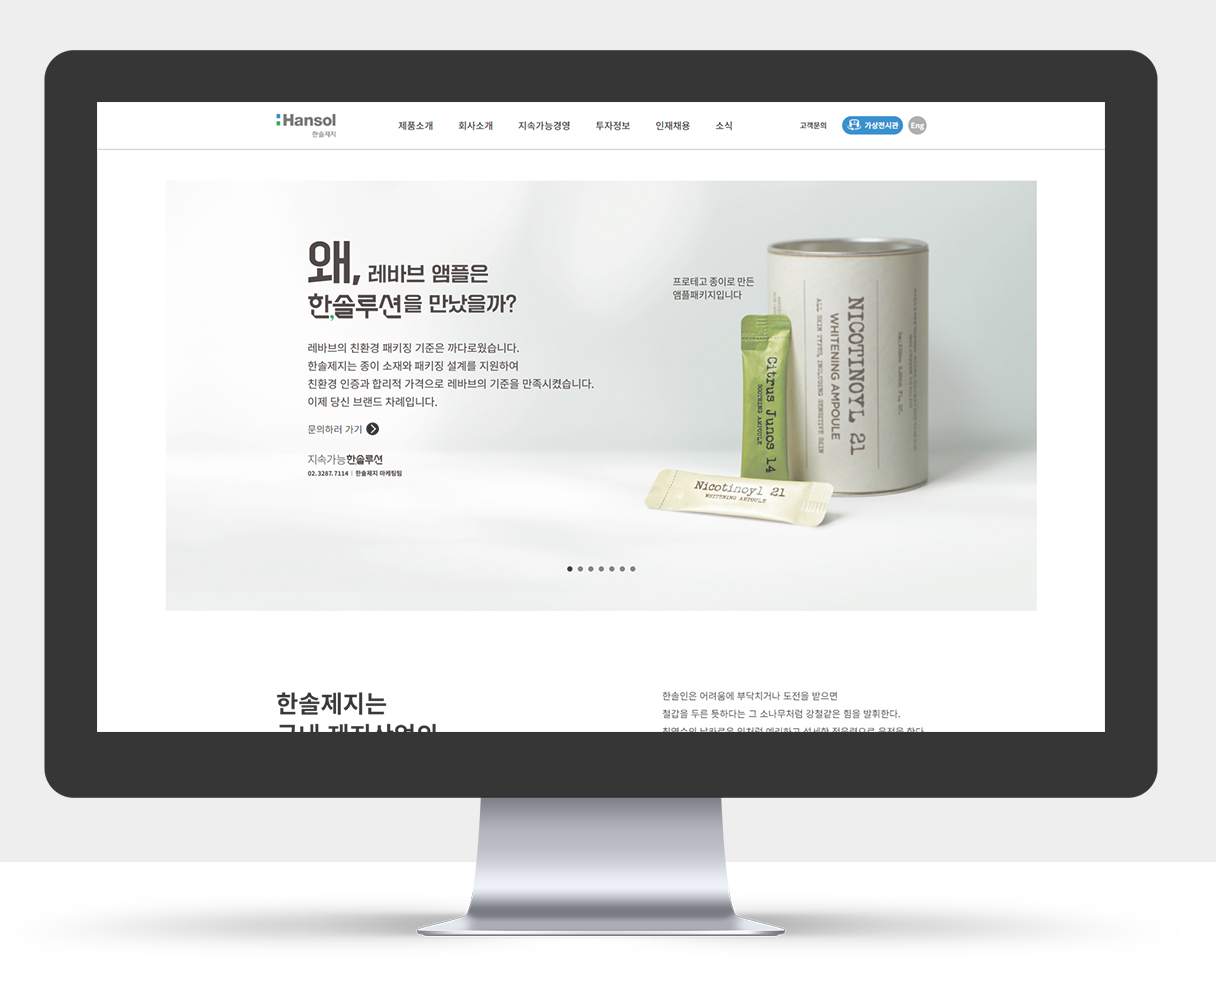 Hansol
한솔제지
제품소개 회사소개 지속가능경영 투자정보 인재채용 소식
고객문의 가상전시관 Eng
왜, 레바브 앰플은
한솔루션을 만났을까?
레바브의 친환경 패키징 기준은 까다로웠습니다.
한솔제지는 종이 소재와 패키징 설계를 지원하여
친환경 인증과 합리적 가격으로 레바브의 기준을 만족시켰습니다.
이제 당신 브랜드 차례입니다.
문의하러 가기
지속가능한솔루션
02.3287.7114 | 한솔제지 마케팅팀
프로테고 종이로 만든
앰플패키지입니다
NICOTINOYL 21
WHITENING AMPOULE
ALL SKIN TYPES, INCLUDING SENSITIVE SKIN
Citrus Junos 14
SOOTHING AMPOULE
Nicotinoyl 21
WHITENING AMPOULE
한솔제지는
한솔인은 어려움에 부닥치거나 도전을 받으면
철갑을 두른 듯하다는 그 소나무처럼 강철같은 힘을 발휘한다.